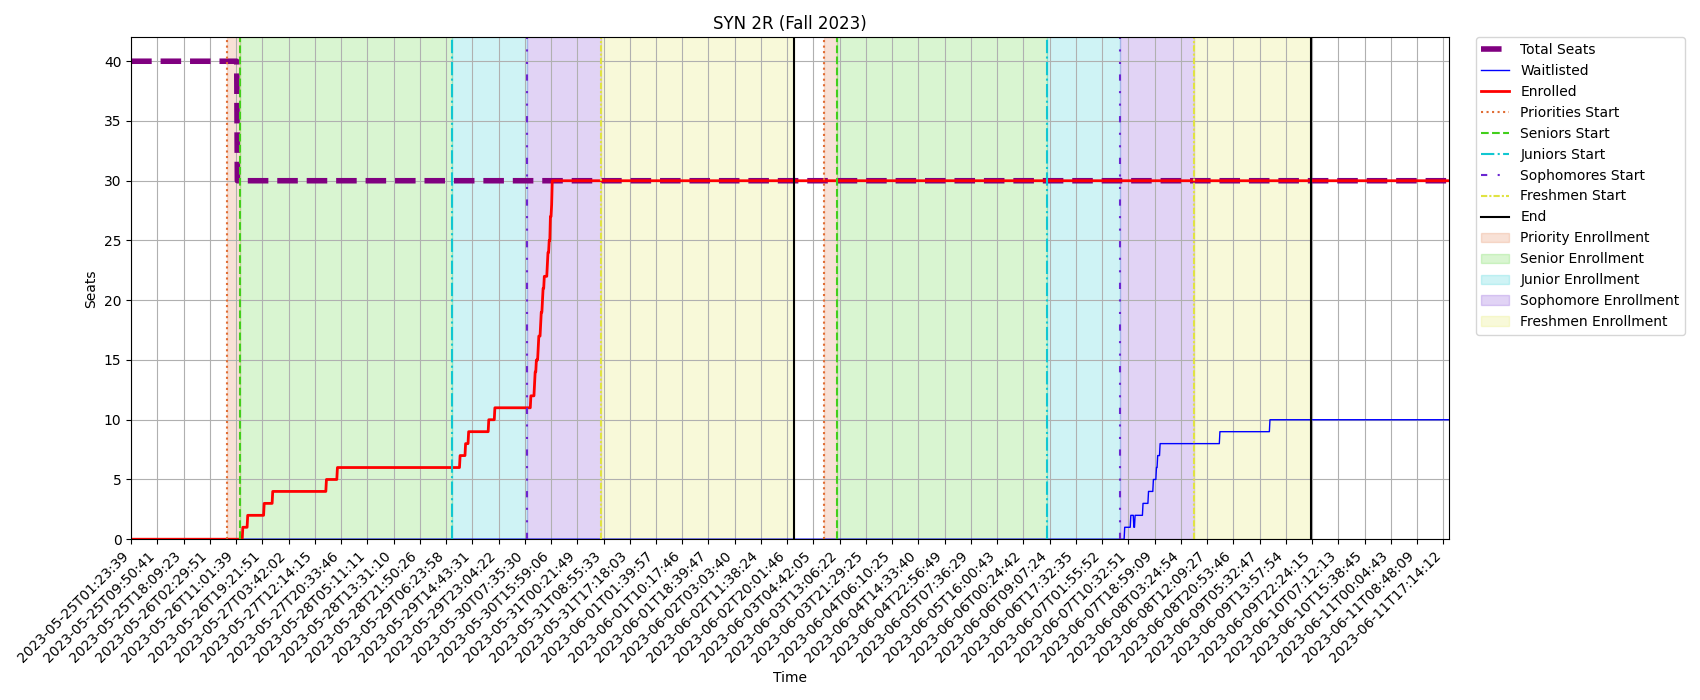 SYN 2R (Fall 2023)
Seats
40
35
30
25
20
15
10
5
0
2023-05-25T01:23:39
2023-05-25T09:50:41
2023-05-25T18:09:23
2023-05-26T02:29:51
2023-05-26T11:01:39
2023-05-26T19:21:51
2023-05-27T03:42:02
2023-05-27T12:14:15
2023-05-27T20:33:46
2023-05-28T05:11:11
2023-05-28T13:31:10
2023-05-28T21:50:26
2023-05-29T06:23:58
2023-05-29T14:43:31
2023-05-29T23:04:22
2023-05-30T07:35:30
2023-05-30T15:59:06
2023-05-31T00:21:49
2023-05-31T08:55:33
2023-05-31T17:18:03
2023-06-01T01:39:57
2023-06-01T10:17:46
2023-06-01T18:39:47
2023-06-02T03:03:40
2023-06-02T11:38:24
2023-06-02T20:01:46
2023-06-03T04:42:05
2023-06-03T13:06:22
2023-06-03T21:29:25
2023-06-04T06:10:25
2023-06-04T14:33:40
2023-06-04T22:56:49
2023-06-05T07:36:29
2023-06-05T16:00:43
2023-06-06T00:24:42
2023-06-06T09:07:24
2023-06-06T17:32:35
2023-06-07T01:55:52
2023-06-07T10:32:51
2023-06-07T18:59:09
2023-06-08T03:24:54
2023-06-08T12:09:27
2023-06-08T20:53:46
2023-06-09T05:32:47
2023-06-09T13:57:54
2023-06-09T22:24:15
2023-06-10T07:12:13
2023-06-10T15:38:45
2023-06-11T00:04:43
2023-06-11T08:48:09
2023-06-11T17:14:12
Time
Total Seats
Waitlisted
Enrolled
Priorities Start
Seniors Start
Juniors Start
Sophomores Start
Freshmen Start
End
Priority Enrollment
Senior Enrollment
Junior Enrollment
Sophomore Enrollment
Freshmen Enrollment